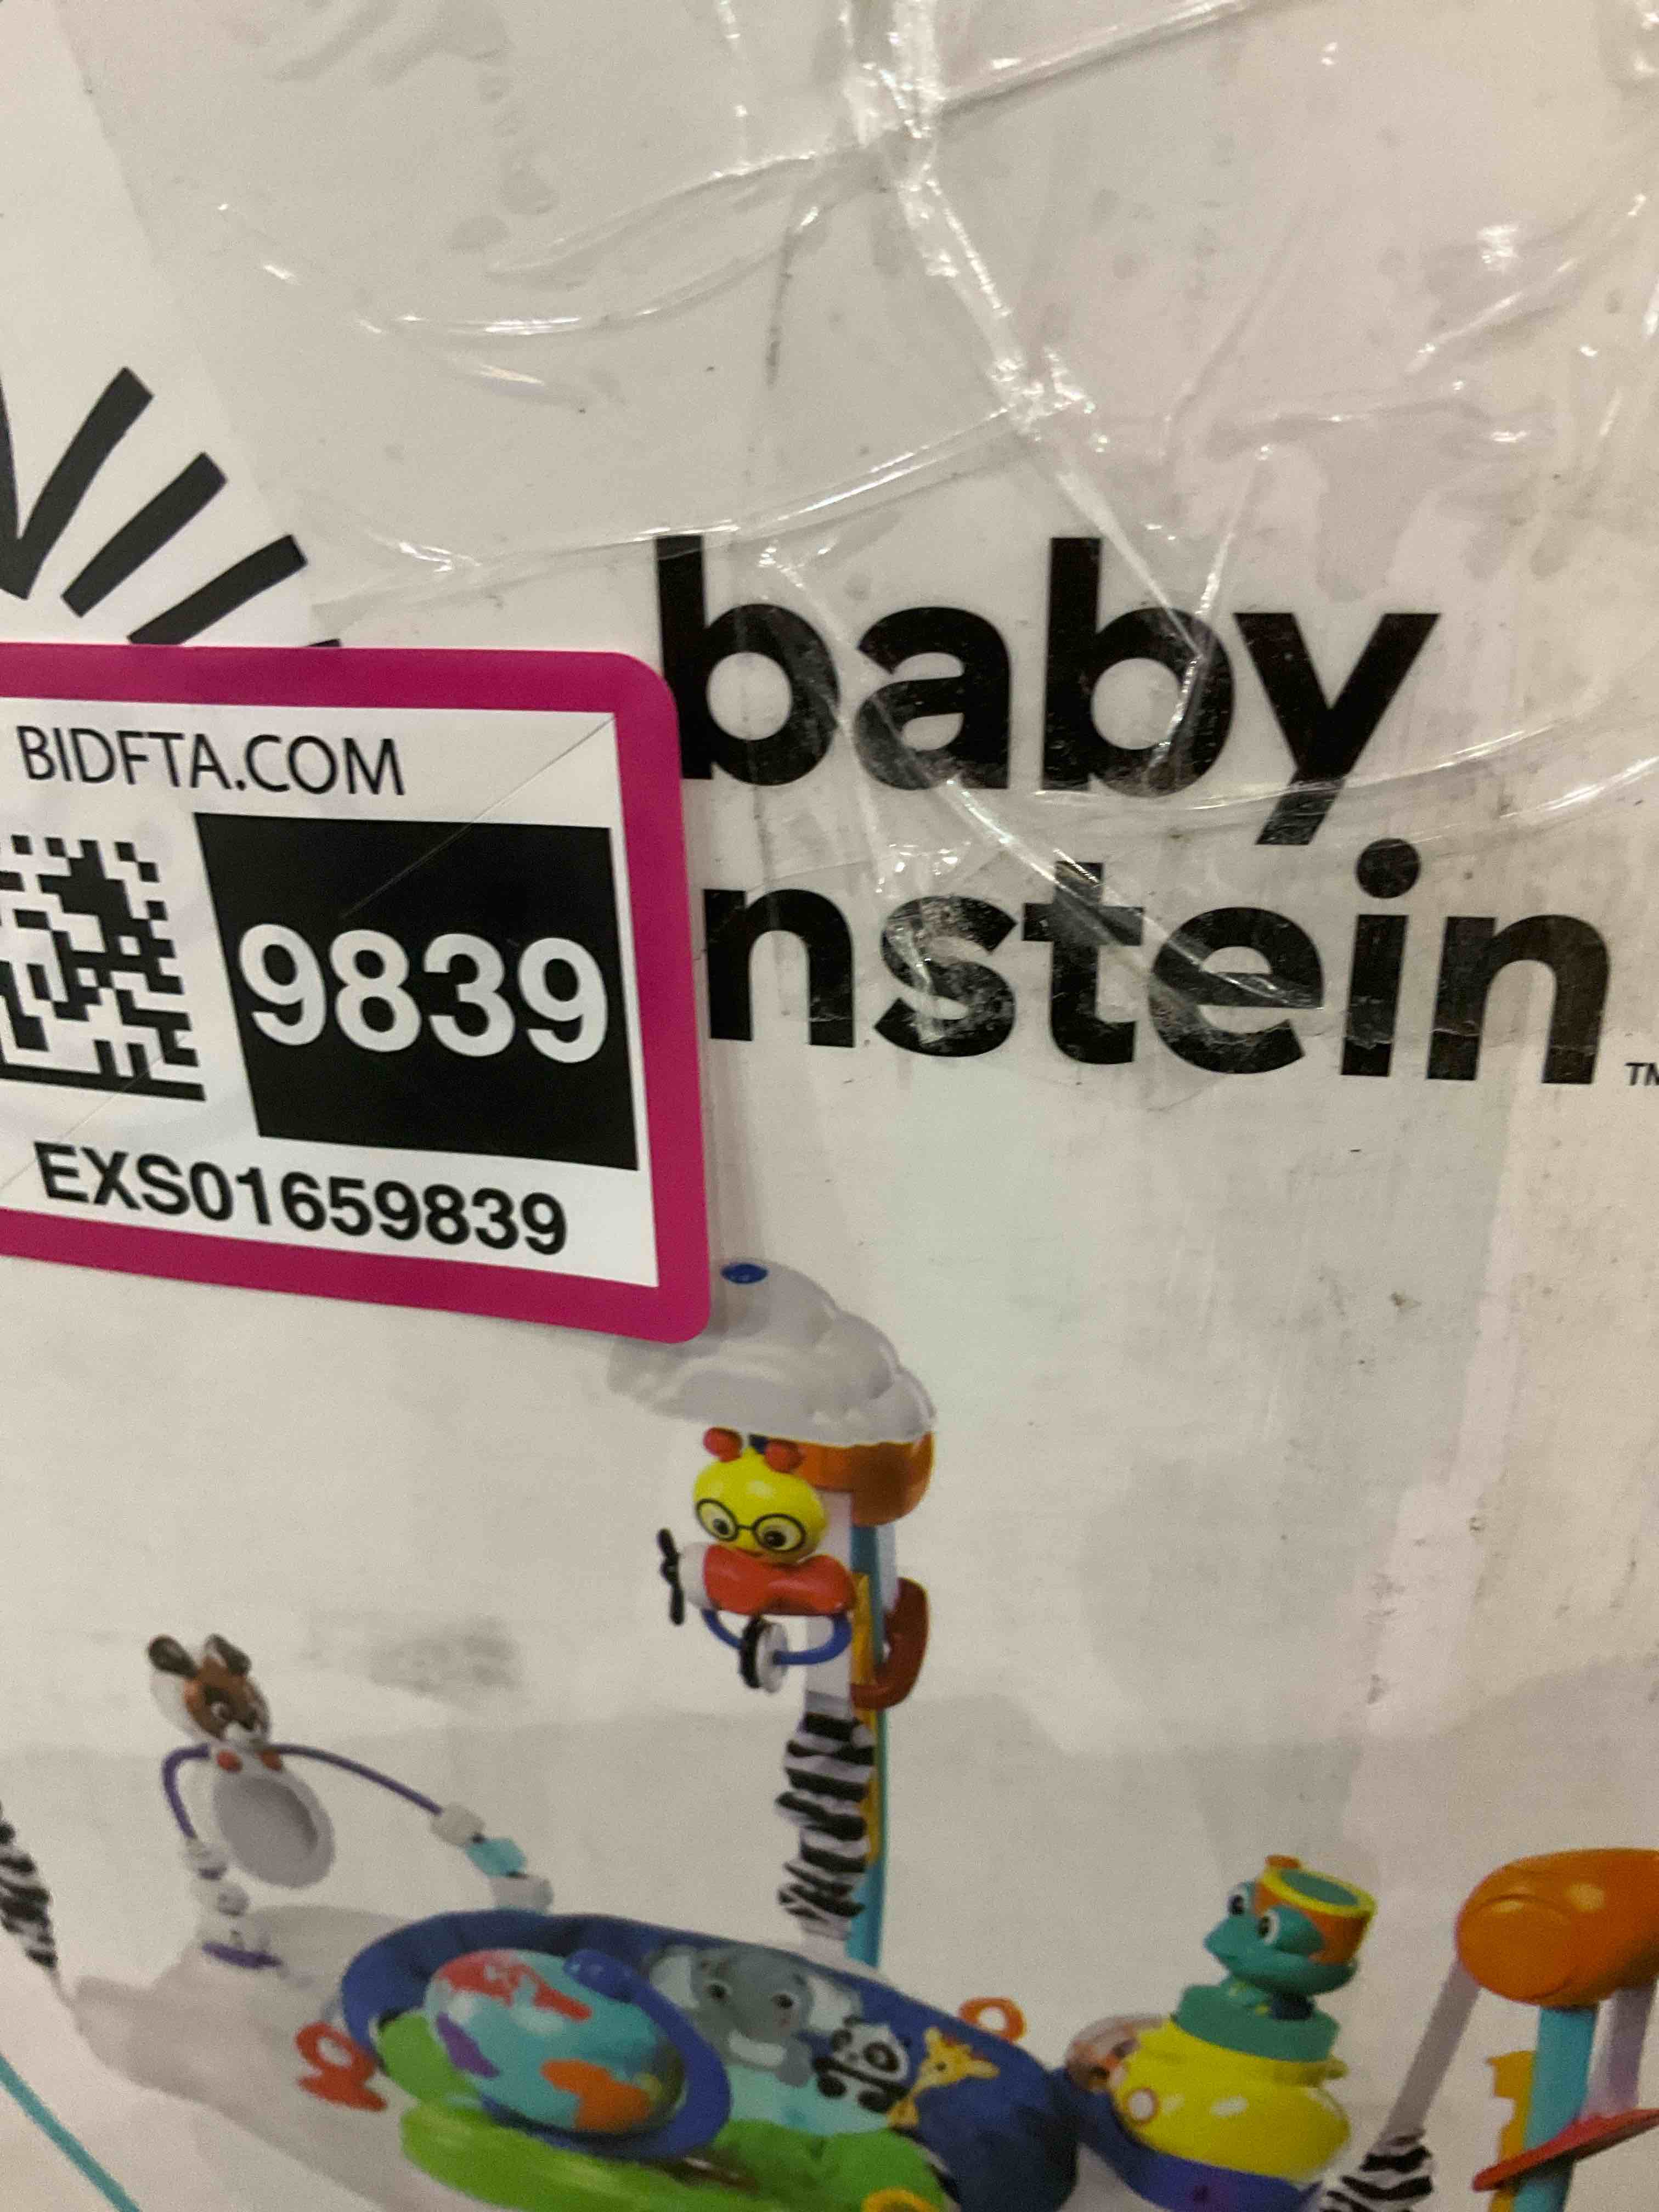 baby
nstein
TM
BIDFTA.COM
9839
EXS01659839